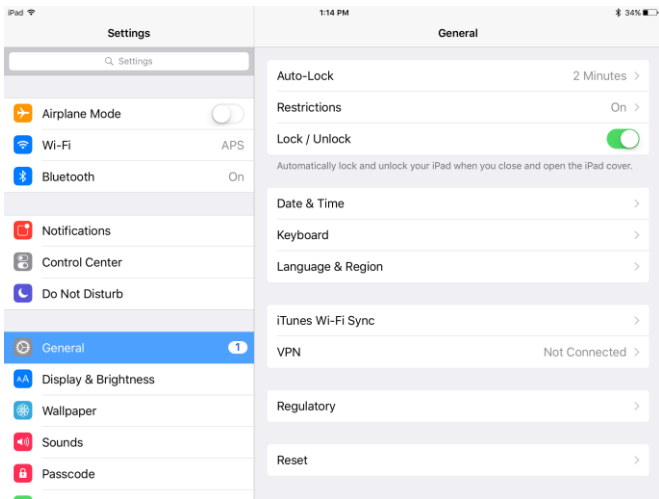 iPad 1:14 PM 34%
Settings
General
Settings
Airplane Mode
Wi-Fi APS
Bluetooth On
Notifications
Control Center
Do Not Disturb
General 1
AA Display & Brightness
Wallpaper
Sounds
Passcode
Auto-Lock 2 Minutes
Restrictions On
Lock / Unlock
Automatically lock and unlock your iPad when you close and open the iPad cover.
Date & Time
Keyboard
Language & Region
iTunes Wi-Fi Sync
VPN Not Connected
Regulatory
Reset